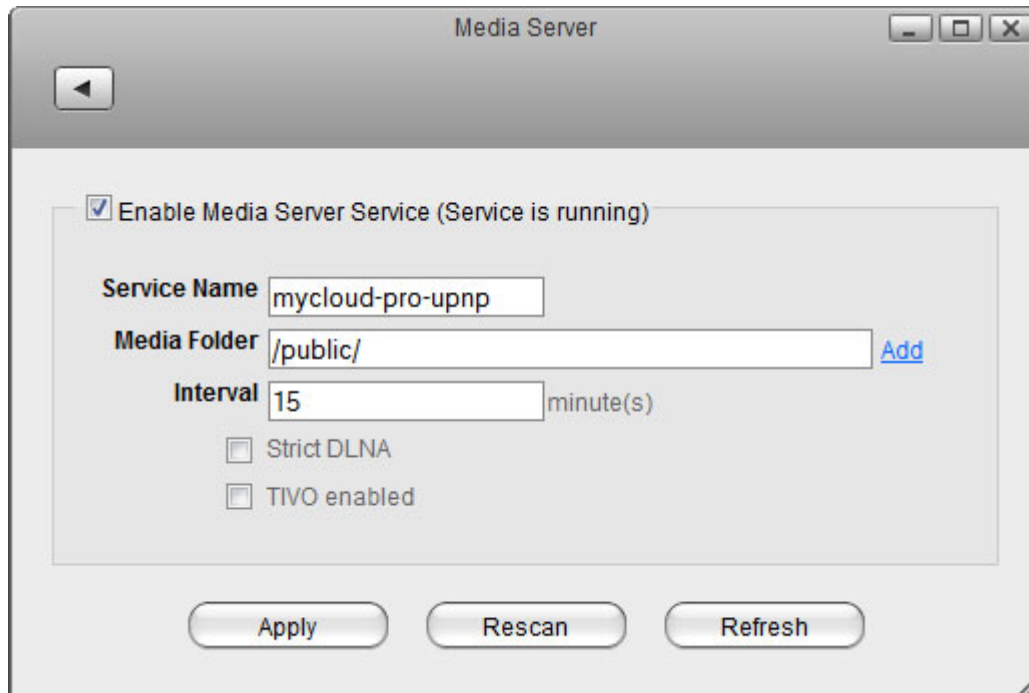 Media Server
Enable Media Server Service (Service is running)
Service Name mycloud-pro-upnp
Media Folder /public/ Add
Interval 15 minute(s)
Strict DLNA
TIVO enabled
Apply Rescan Refresh